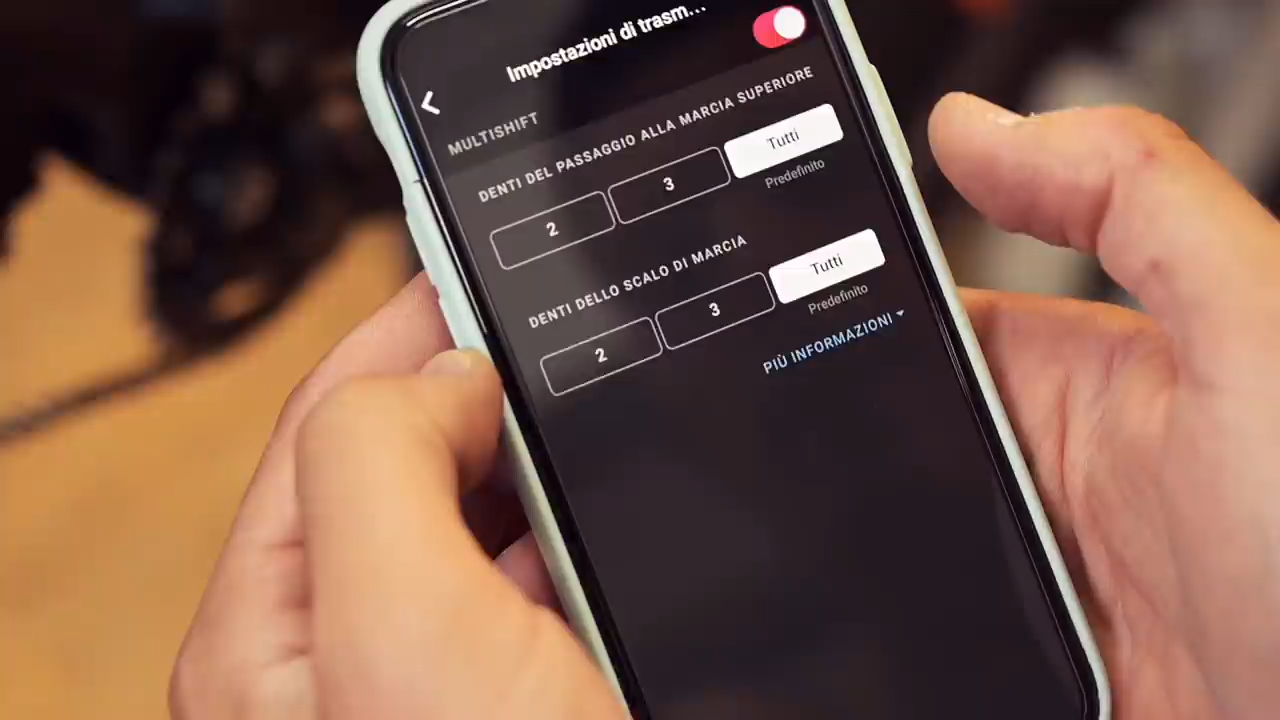 Impostazioni di trasm...
MULTISHIFT
DENTI DEL PASSAGGIO ALLA MARCIA SUPERIORE
2 3 Tutti
Predefinito
DENTI DELLO SCALO DI MARCIA
2 3 Tutti
Predefinito
PIÙ INFORMAZIONI